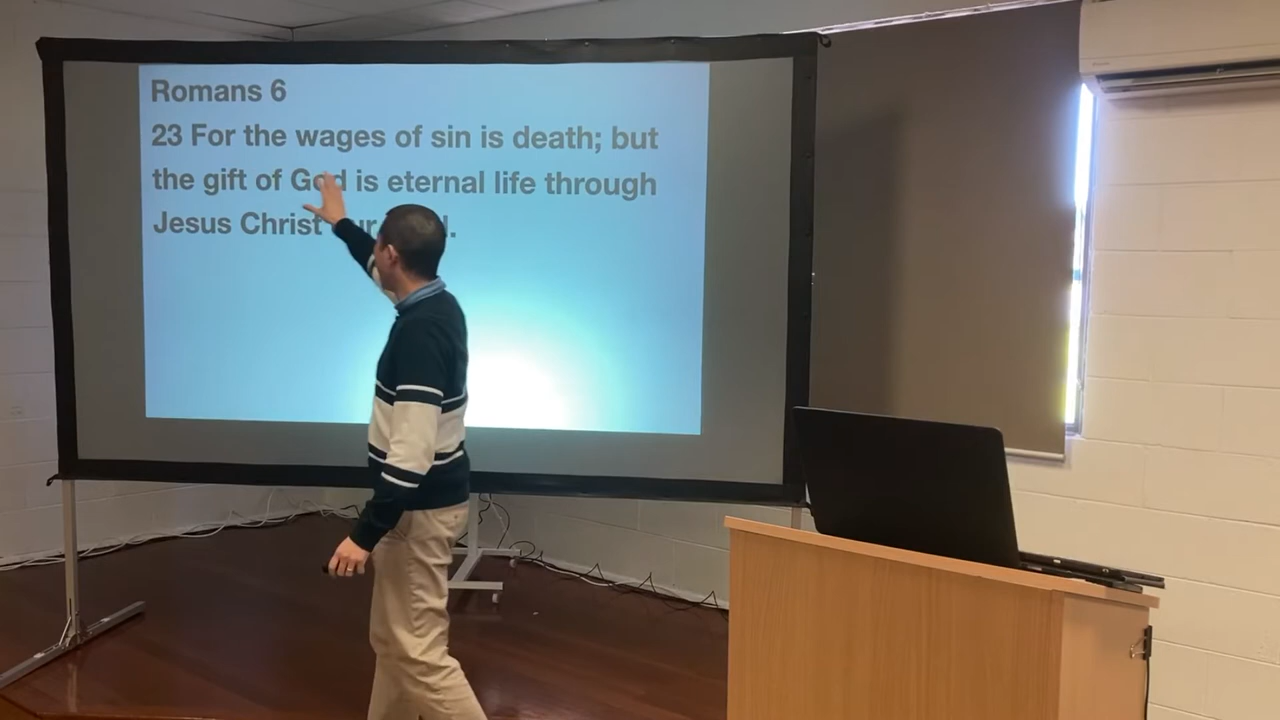 Romans 6
23 For the wages of sin is death; but
the gift of God is eternal life through
Jesus Christ